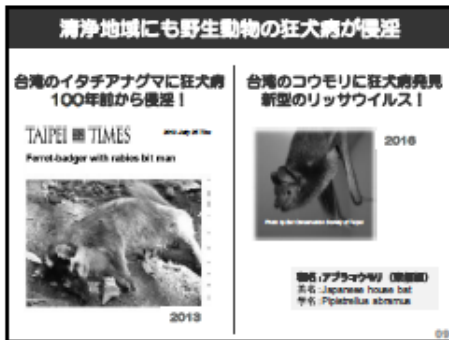 清浄地域にも野生動物の狂犬病が侵淫
台湾のイタチアナグマに狂犬病
100年前から侵淫！
TAIPEI TIMES
Ferret-badger with rabies bit man
2013
台湾のコウモリに狂犬病発見
新型のリッサウイルス！
2016
英名:Japanese house bat
学名:Pipistrellus abramus
09